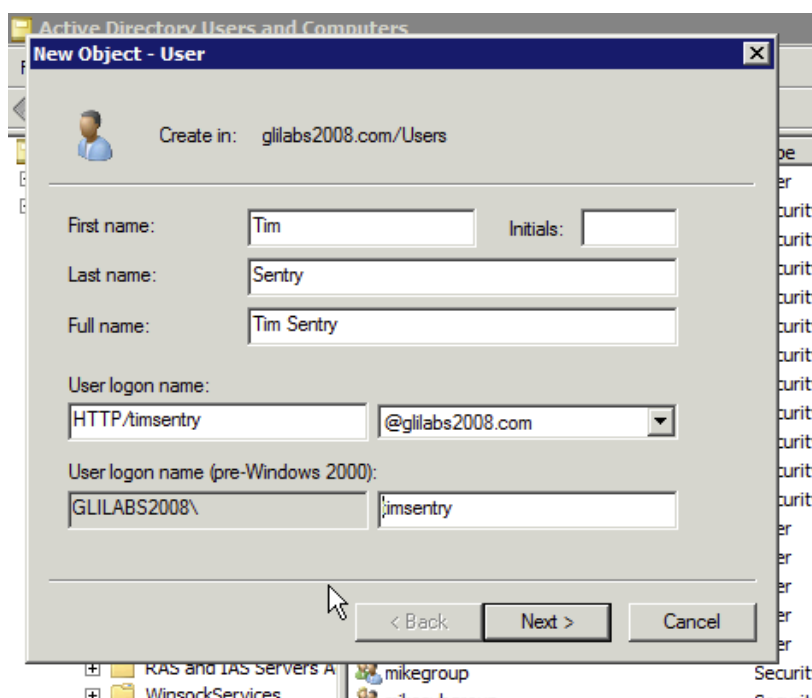 Active Directory Users and Computers
New Object - User
Create in: glilabs2008.com/Users
First name: Tim Initials:
Last name: Sentry
Full name: Tim Sentry
User logon name:
HTTP/timsentry @glilabs2008.com
User logon name (pre-Windows 2000):
GLILABS2008\ timsentry
< Back Next > Cancel
RAS and IAS Servers A
mikegroup Securit
WinsockServices